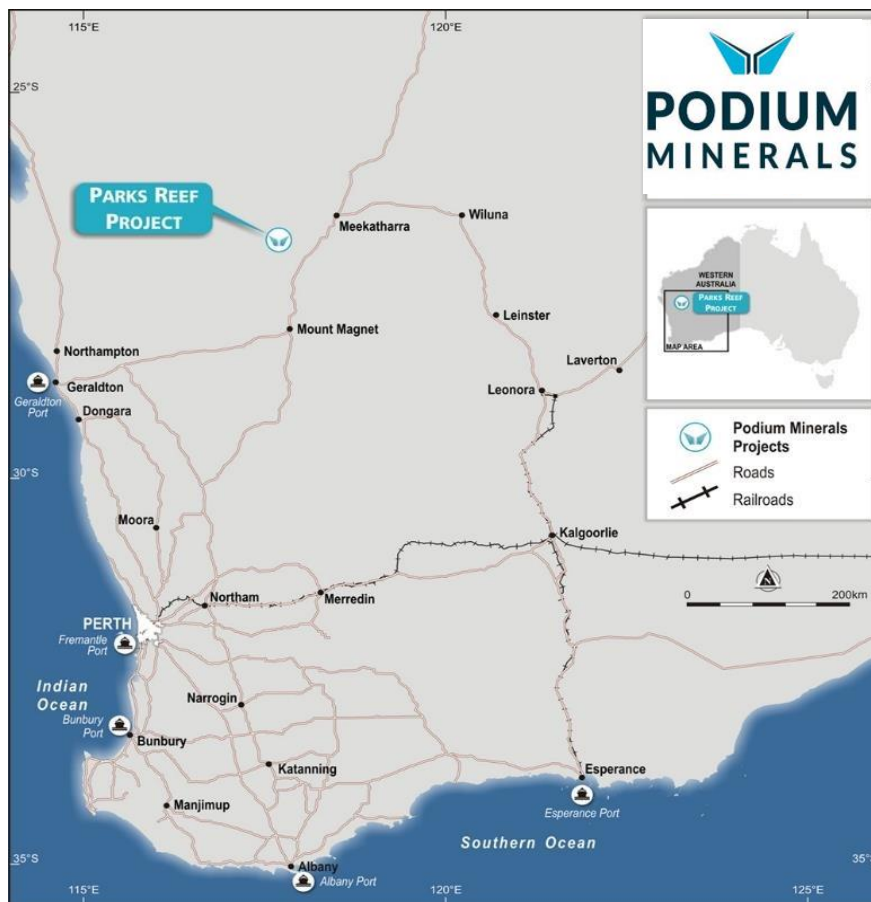 115°E
120°E
25°S
PODIUM
MINERALS
PARKS REEF
PROJECT
Meekatharra
Wiluna
WESTERN
AUSTRALIA
PARKS REEF
PROJECT
MAP AREA
Leinster
Mount Magnet
Northampton
Laverton
Geraldton
Leonora
Geraldton
Port
Dongara
Podium Minerals
Projects
Roads
Railroads
30°S
Moora
Kalgoorlie
0
200km
Northam
Merredin
PERTH
Fremantle
Port
Indian
Ocean
Narrogin
Bunbury
Port
Bunbury
Katanning
Esperance
Manjimup
Esperance Port
Southern Ocean
35°S
35°S
Albany
Albany Port
115°E
120°E
125°E